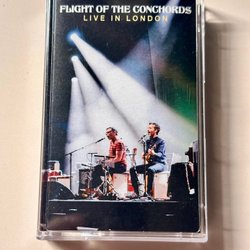 FLIGHT OF THE CONCHORDS
LIVE IN LONDON